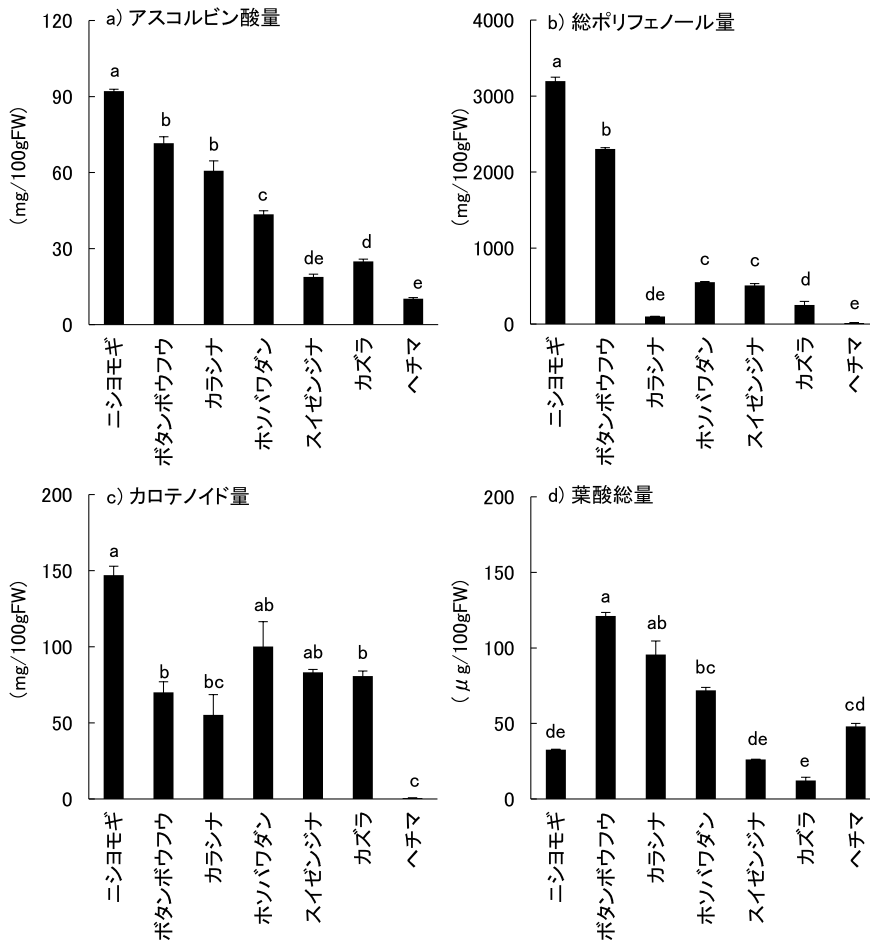 a) アスコルビン酸量
120
90
60
30
0
(mg/100gFW)
a
b
b
c
de
d
e
ニシヨモギ
ボタンボウフウ
カラシナ
ホソバワダン
スイゼンジナ
カズラ
ヘチマ
b) 総ポリフェノール量
4000
3000
2000
1000
0
(mg/100gFW)
a
b
de
c
c
d
e
ニシヨモギ
ボタンボウフウ
カラシナ
ホソバワダン
スイゼンジナ
カズラ
ヘチマ
c) カロテノイド量
200
150
100
50
0
(mg/100gFW)
a
b
bc
ab
ab
b
c
ニシヨモギ
ボタンボウフウ
カラシナ
ホソバワダン
スイゼンジナ
カズラ
ヘチマ
d) 葉酸総量
200
150
100
50
0
(μg/100gFW)
de
a
ab
bc
de
e
cd
ニシヨモギ
ボタンボウフウ
カラシナ
ホソバワダン
スイゼンジナ
カズラ
ヘチマ